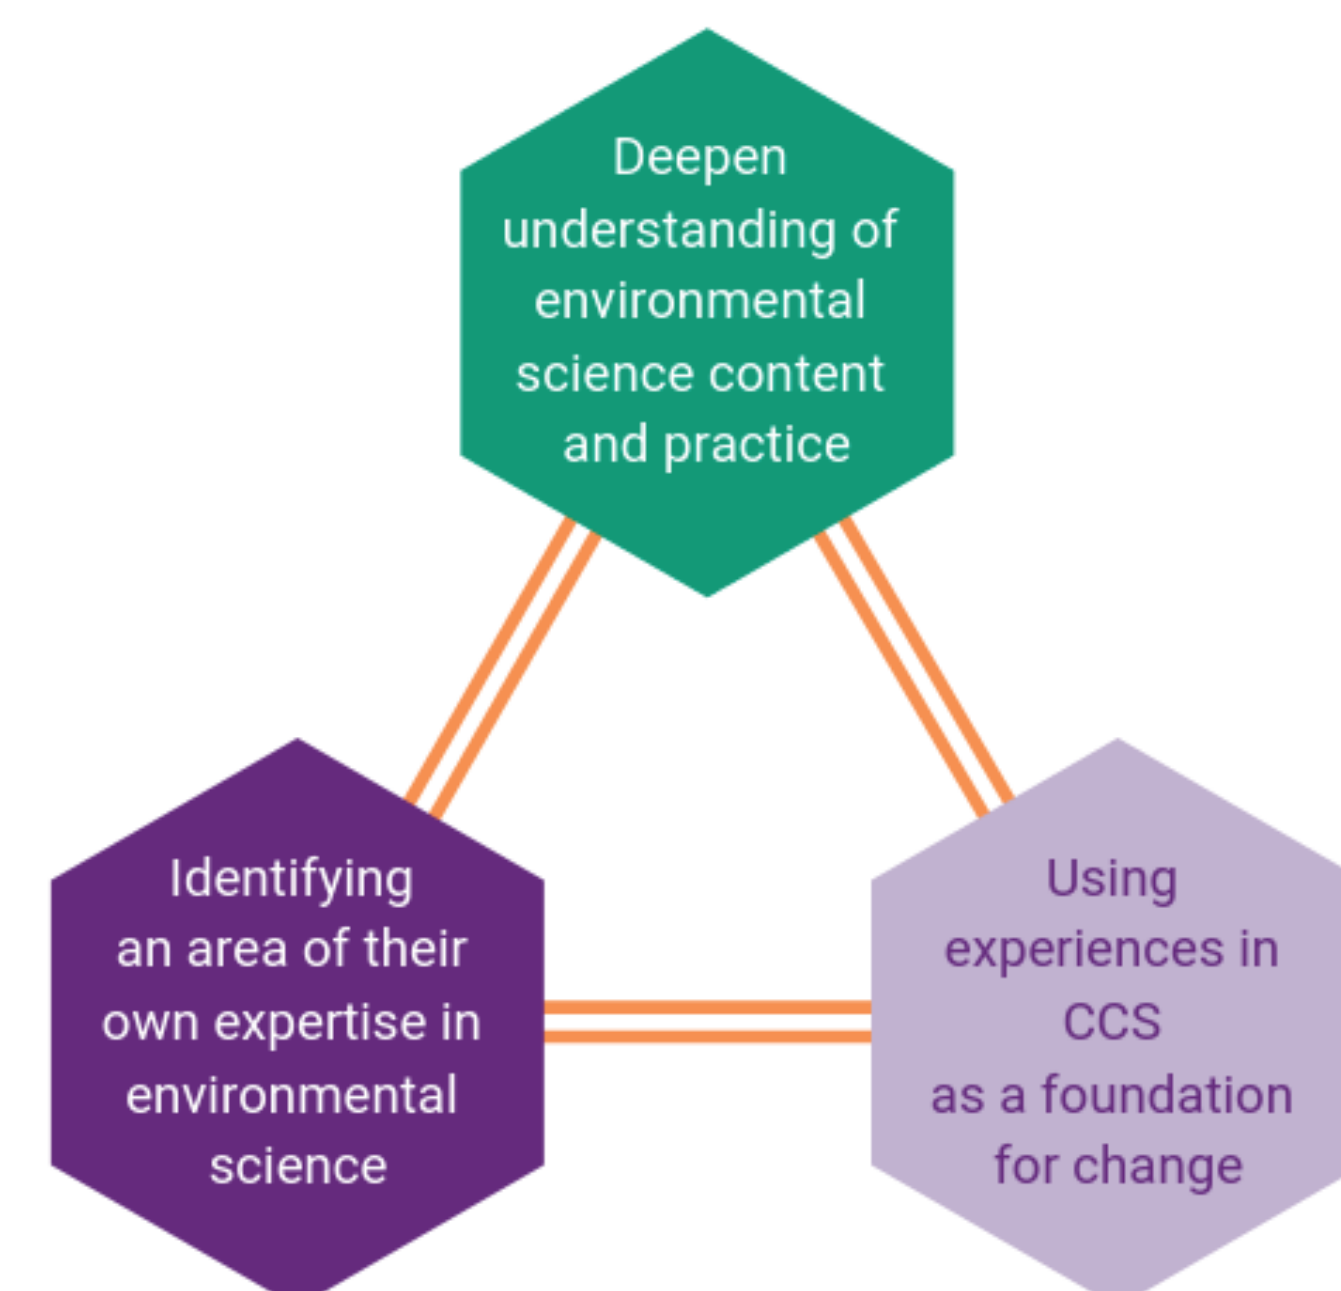 Deepen
understanding of
environmental
science content
and practice
Identifying
an area of their
own expertise in
environmental
science
Using
experiences in
CCS
as a foundation
for change